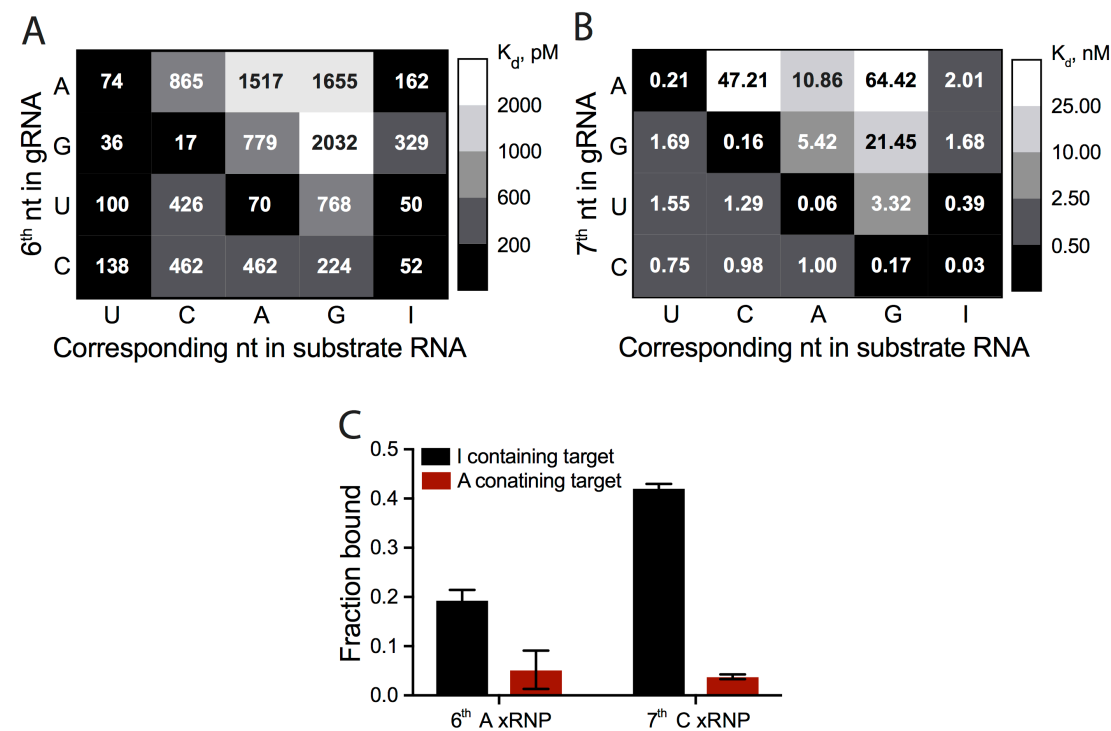 A
6th nt in gRNA
A 74 865 1517 1655 162
G 36 17 779 2032 329
U 100 426 70 768 50
C 138 462 462 224 52
U C A G I
Corresponding nt in substrate RNA
Kd, pM
2000
1000
600
200
B
7th nt in gRNA
A 0.21 47.21 10.86 64.42 2.01
G 1.69 0.16 5.42 21.45 1.68
U 1.55 1.29 0.06 3.32 0.39
C 0.75 0.98 1.00 0.17 0.03
U C A G I
Corresponding nt in substrate RNA
Kd, nM
25.00
10.00
2.50
0.50
C
Fraction bound
0.5
0.4
0.3
0.2
0.1
0.0
I containing target
A conatining target
6th A xRNP
7th C xRNP